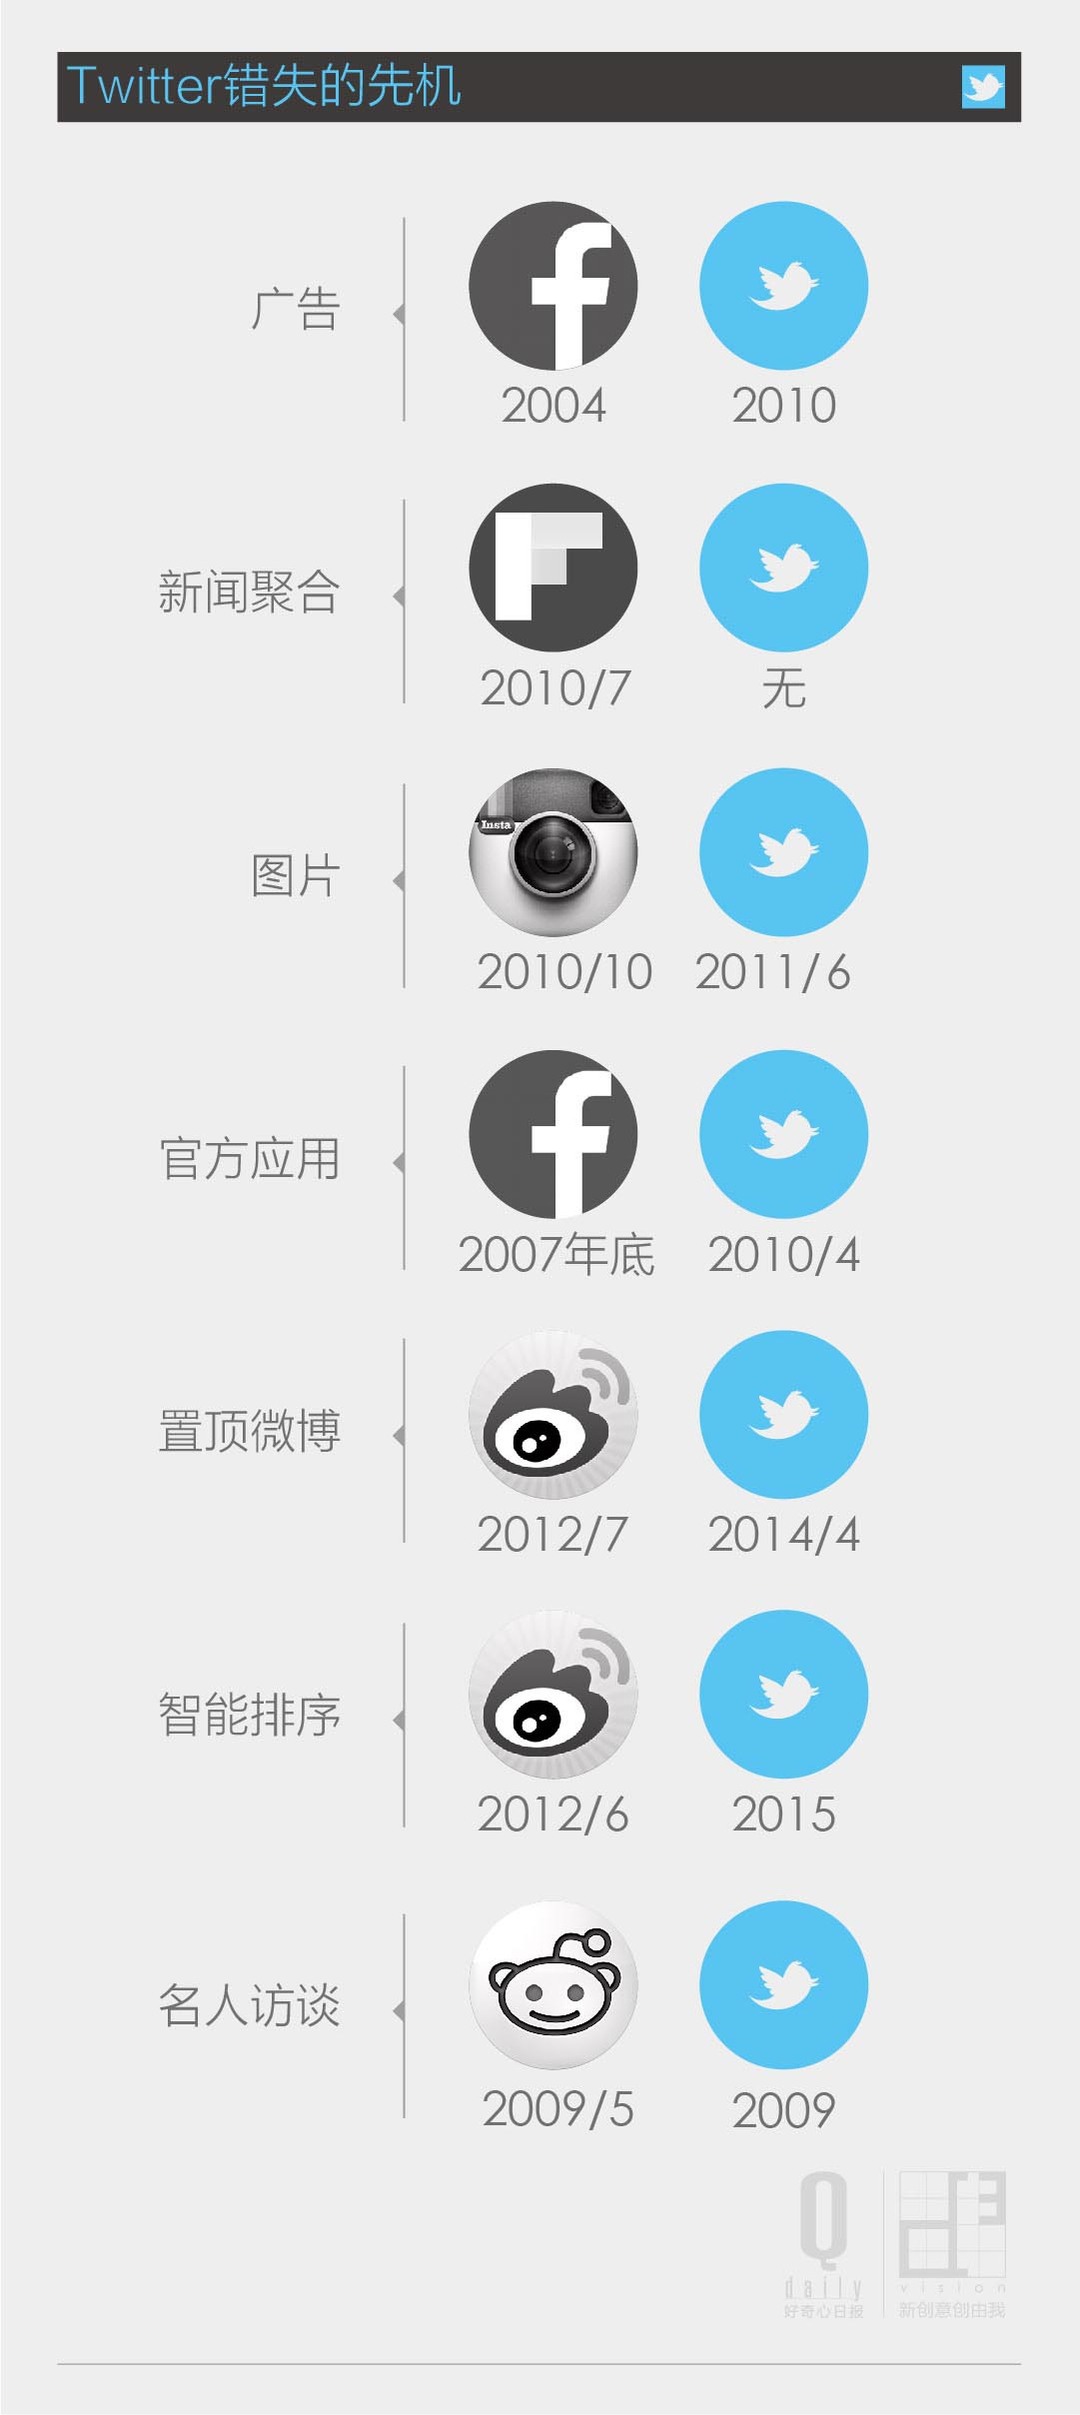 Twitter错失的先机
广告
2004
2010
新闻聚合
2010/7
无
图片
Insta
2010/10
2011/6
官方应用
2007年底
2010/4
置顶微博
2012/7
2014/4
智能排序
2012/6
2015
名人访谈
2009/5
2009
Q
daily
好奇心日报
vision
新创意创由我